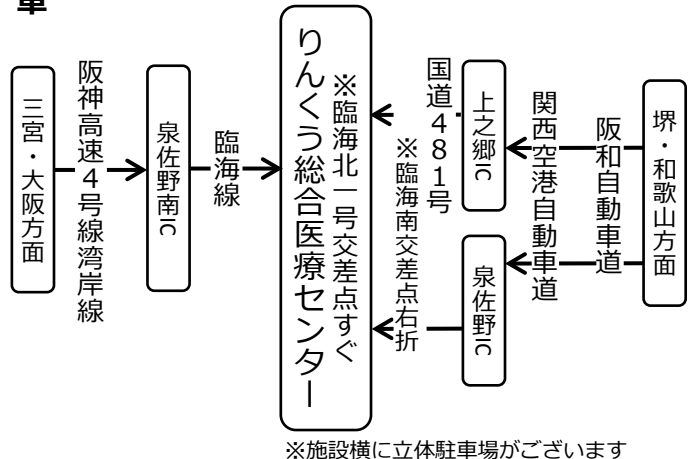 車
三宮・大阪方面
阪神高速4号線湾岸線
泉佐野南IC
臨海線
りんくう総合医療センター
※臨海北一号交差点すぐ
国道481号
※臨海南交差点右折
上之郷IC
泉佐野IC
関西空港自動車道
阪和自動車道
堺・和歌山方面
※施設横に立体駐車場がございます